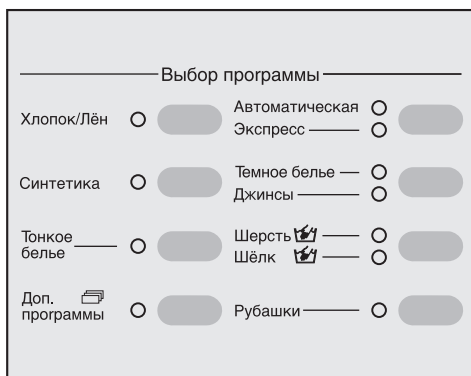 Выбор программы
Хлопок/Лён
Автоматическая
Экспресс
Синтетика
Темное белье
Джинсы
Тонкое
белье
Шерсть
Шёлк
Доп.
программы
Рубашки